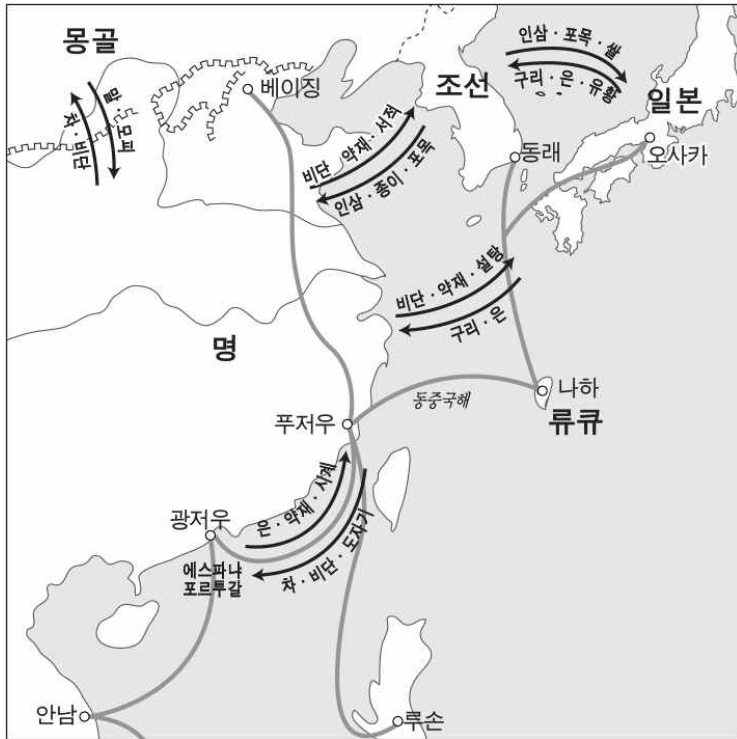 몽골
말·모피
차·비단
베이징
조선
인삼·포목·쌀
구리·은·유황
일본
오사카
동래
비단·약재·서적
인삼·종이·포목
비단·약재·설탕
구리·은
명
나하
류큐
동중국해
푸저우
은·약재·시계
차·비단·도자기
광저우
에스파냐
포르투갈
안남
루손